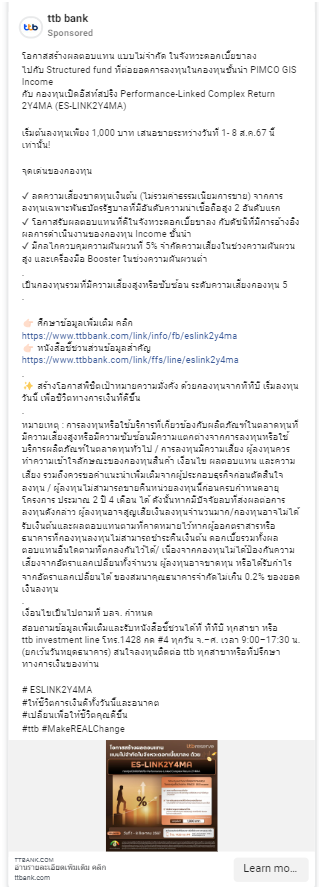 ttb bank
Sponsored
โอกาสสร้างผลตอบแทน แบบไม่จำกัด ในจังหวะดอกเบี้ยขาลง
ไปกับ Structured fund ที่ต่อยอดการลงทุนในกองทุนชั้นนำ PIMCO GIS
Income
กับ กองทุนเปิดอีสท์สปริง Performance-Linked Complex Return
2Y4MA (ES-LINK2Y4MA)
เริ่มต้นลงทุนเพียง 1,000 บาท เสนอขายระหว่างวันที่ 1- 8 ส.ค.67 นี้
เท่านั้น!
จุดเด่นของกองทุน
✓ ลดความเสี่ยงขาดทุนเงินต้น (ไม่รวมค่าธรรมเนียมการขาย) จากการ
ลงทุนเฉพาะพันธบัตรรัฐบาลที่มีอันดับความน่าเชื่อถือสูง 2 อันดับแรก
✓ โอกาสรับผลตอบแทนที่ดีในจังหวะดอกเบี้ยขาลง กับดัชนีที่มีการอ้างอิง
ผลการดำเนินงานของกองทุน Income ชั้นนำ
✓ มีกลไกควบคุมความผันผวนที่ 5% จำกัดความเสี่ยงในช่วงความผันผวน
สูง และเครื่องมือ Booster ในช่วงความผันผวนต่ำ
.
เป็นกองทุนรวมที่มีความเสี่ยงสูงหรือซับซ้อน ระดับความเสี่ยงกองทุน 5
.
👉🏻 ศึกษาข้อมูลเพิ่มเติม คลิก
https://www.ttbbank.com/link/info/fb/eslink2y4ma
👉🏻 หนังสือชี้ชวนส่วนข้อมูลสำคัญ
https://www.ttbbank.com/link/ffs/line/eslink2y4ma
.
✨ สร้างโอกาสพิชิตเป้าหมายความมั่งคั่ง ด้วยกองทุนจากทีทีบี เริ่มลงทุน
วันนี้ เพื่อชีวิตทางการเงินที่ดีขึ้น
.
หมายเหตุ : การลงทุนหรือใช้บริการที่เกี่ยวข้องกับผลิตภัณฑ์ในตลาดทุนที่
มีความเสี่ยงสูงหรือมีความซับซ้อนมีความแตกต่างจากการลงทุนหรือใช้
บริการผลิตภัณฑ์ในตลาดทุนทั่วไป / การลงทุนมีความเสี่ยง ผู้ลงทุนควร
ทำความเข้าใจลักษณะของกองทุนสินค้า เงื่อนไข ผลตอบแทน และความ
เสี่ยง รวมถึงควรขอคำแนะนำเพิ่มเติมจากผู้ประกอบธุรกิจก่อนตัดสินใจ
ลงทุน / ผู้ลงทุนไม่สามารถขายคืนหน่วยลงทุนนี้ก่อนครบกำหนดอายุ
โครงการ ประมาณ 2 ปี 4 เดือน ได้ ดังนั้นหากมีปัจจัยลบที่ส่งผลต่อการ
ลงทุนดังกล่าว ผู้ลงทุนอาจสูญเสียเงินลงทุนจำนวนมาก/กองทุนอาจไม่ได้
รับเงินต้นและผลตอบแทนตามที่คาดหมายไว้หากผู้ออกตราสารหรือ
ธนาคารที่กองทุนลงทุนไม่สามารถชำระคืนเงินต้น ดอกเบี้ยรวมทั้งผล
ตอบแทนอื่นใดตามที่ตกลงกันไว้ได้/ เนื่องจากกองทุนไม่ได้ป้องกันความ
เสี่ยงจากอัตราแลกเปลี่ยนทั้งจำนวน ผู้ลงทุนอาจขาดทุน หรือได้รับกำไร
จากอัตราแลกเปลี่ยนได้ ของสมนาคุณธนาคารจำกัดไม่เกิน 0.2% ของยอด
เงินลงทุน
.
เงื่อนไขเป็นไปตามที่ บลจ. กำหนด
สอบถามข้อมูลเพิ่มเติมและรับหนังสือชี้ชวนได้ที่ ทีทีบี ทุกสาขา หรือ
ttb investment line โทร.1428 กด #4 ทุกวัน จ.–ศ. เวลา 9:00–17:30 น.
(ยกเว้นวันหยุดธนาคาร) สนใจลงทุนติดต่อ ttb ทุกสาขาหรือที่ปรึกษา
ทางการเงินของท่าน
# ESLINK2Y4MA
#ให้ชีวิตการเงินดีทั้งวันนี้และอนาคต
#เปลี่ยนเพื่อให้ชีวิตคุณดีขึ้น
#ttb #MakeREALChange
โอกาสสร้างผลตอบแทน
แบบไม่จำกัดในจังหวะดอกเบี้ยขาลง ด้วย
ES-LINK2Y4MA
%
TTBBANK.COM
อ่านรายละเอียดเพิ่มเติม คลิก
ttbbank.com
Learn mo...